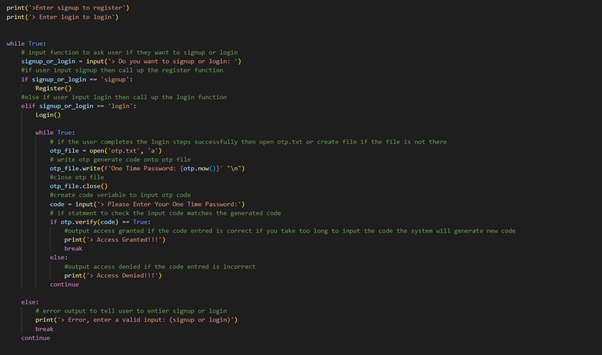 print('>Enter signup to register')
print('> Enter login to login')
while True:
# input function to ask user if they want to signup or login
signup_or_login = input('> Do you want to signup or login: ')
#if user input signup then call up the register function
if signup_or_login == 'signup':
Register()
#else if user input login then call up the login function
elif signup_or_login == 'login':
Login()
while True:
# if the user completes the login steps successfully then open otp.txt or create file if the file is not there
otp_file = open('otp.txt', 'a')
# write otp generate code onto otp file
otp_file.write(f'One Time Password: {otp.now()}' "\n")
#close otp file
otp_file.close()
#create code veriable to input otp code
code = input('> Please Enter Your One Time Password:')
# if statment to check the input code matches the generated code
if otp.verify(code) == True:
#output access granted if the code entred is correct if you take too long to input the code the system will generate new code
print('> Access Granted!!!')
break
else:
#output access denied if the code entred is incorrect
print('> Access Denied!!!')
continue
else:
# error output to tell user to entier signup or login
print('> Error, enter a valid input: (signup or login)')
break
continue